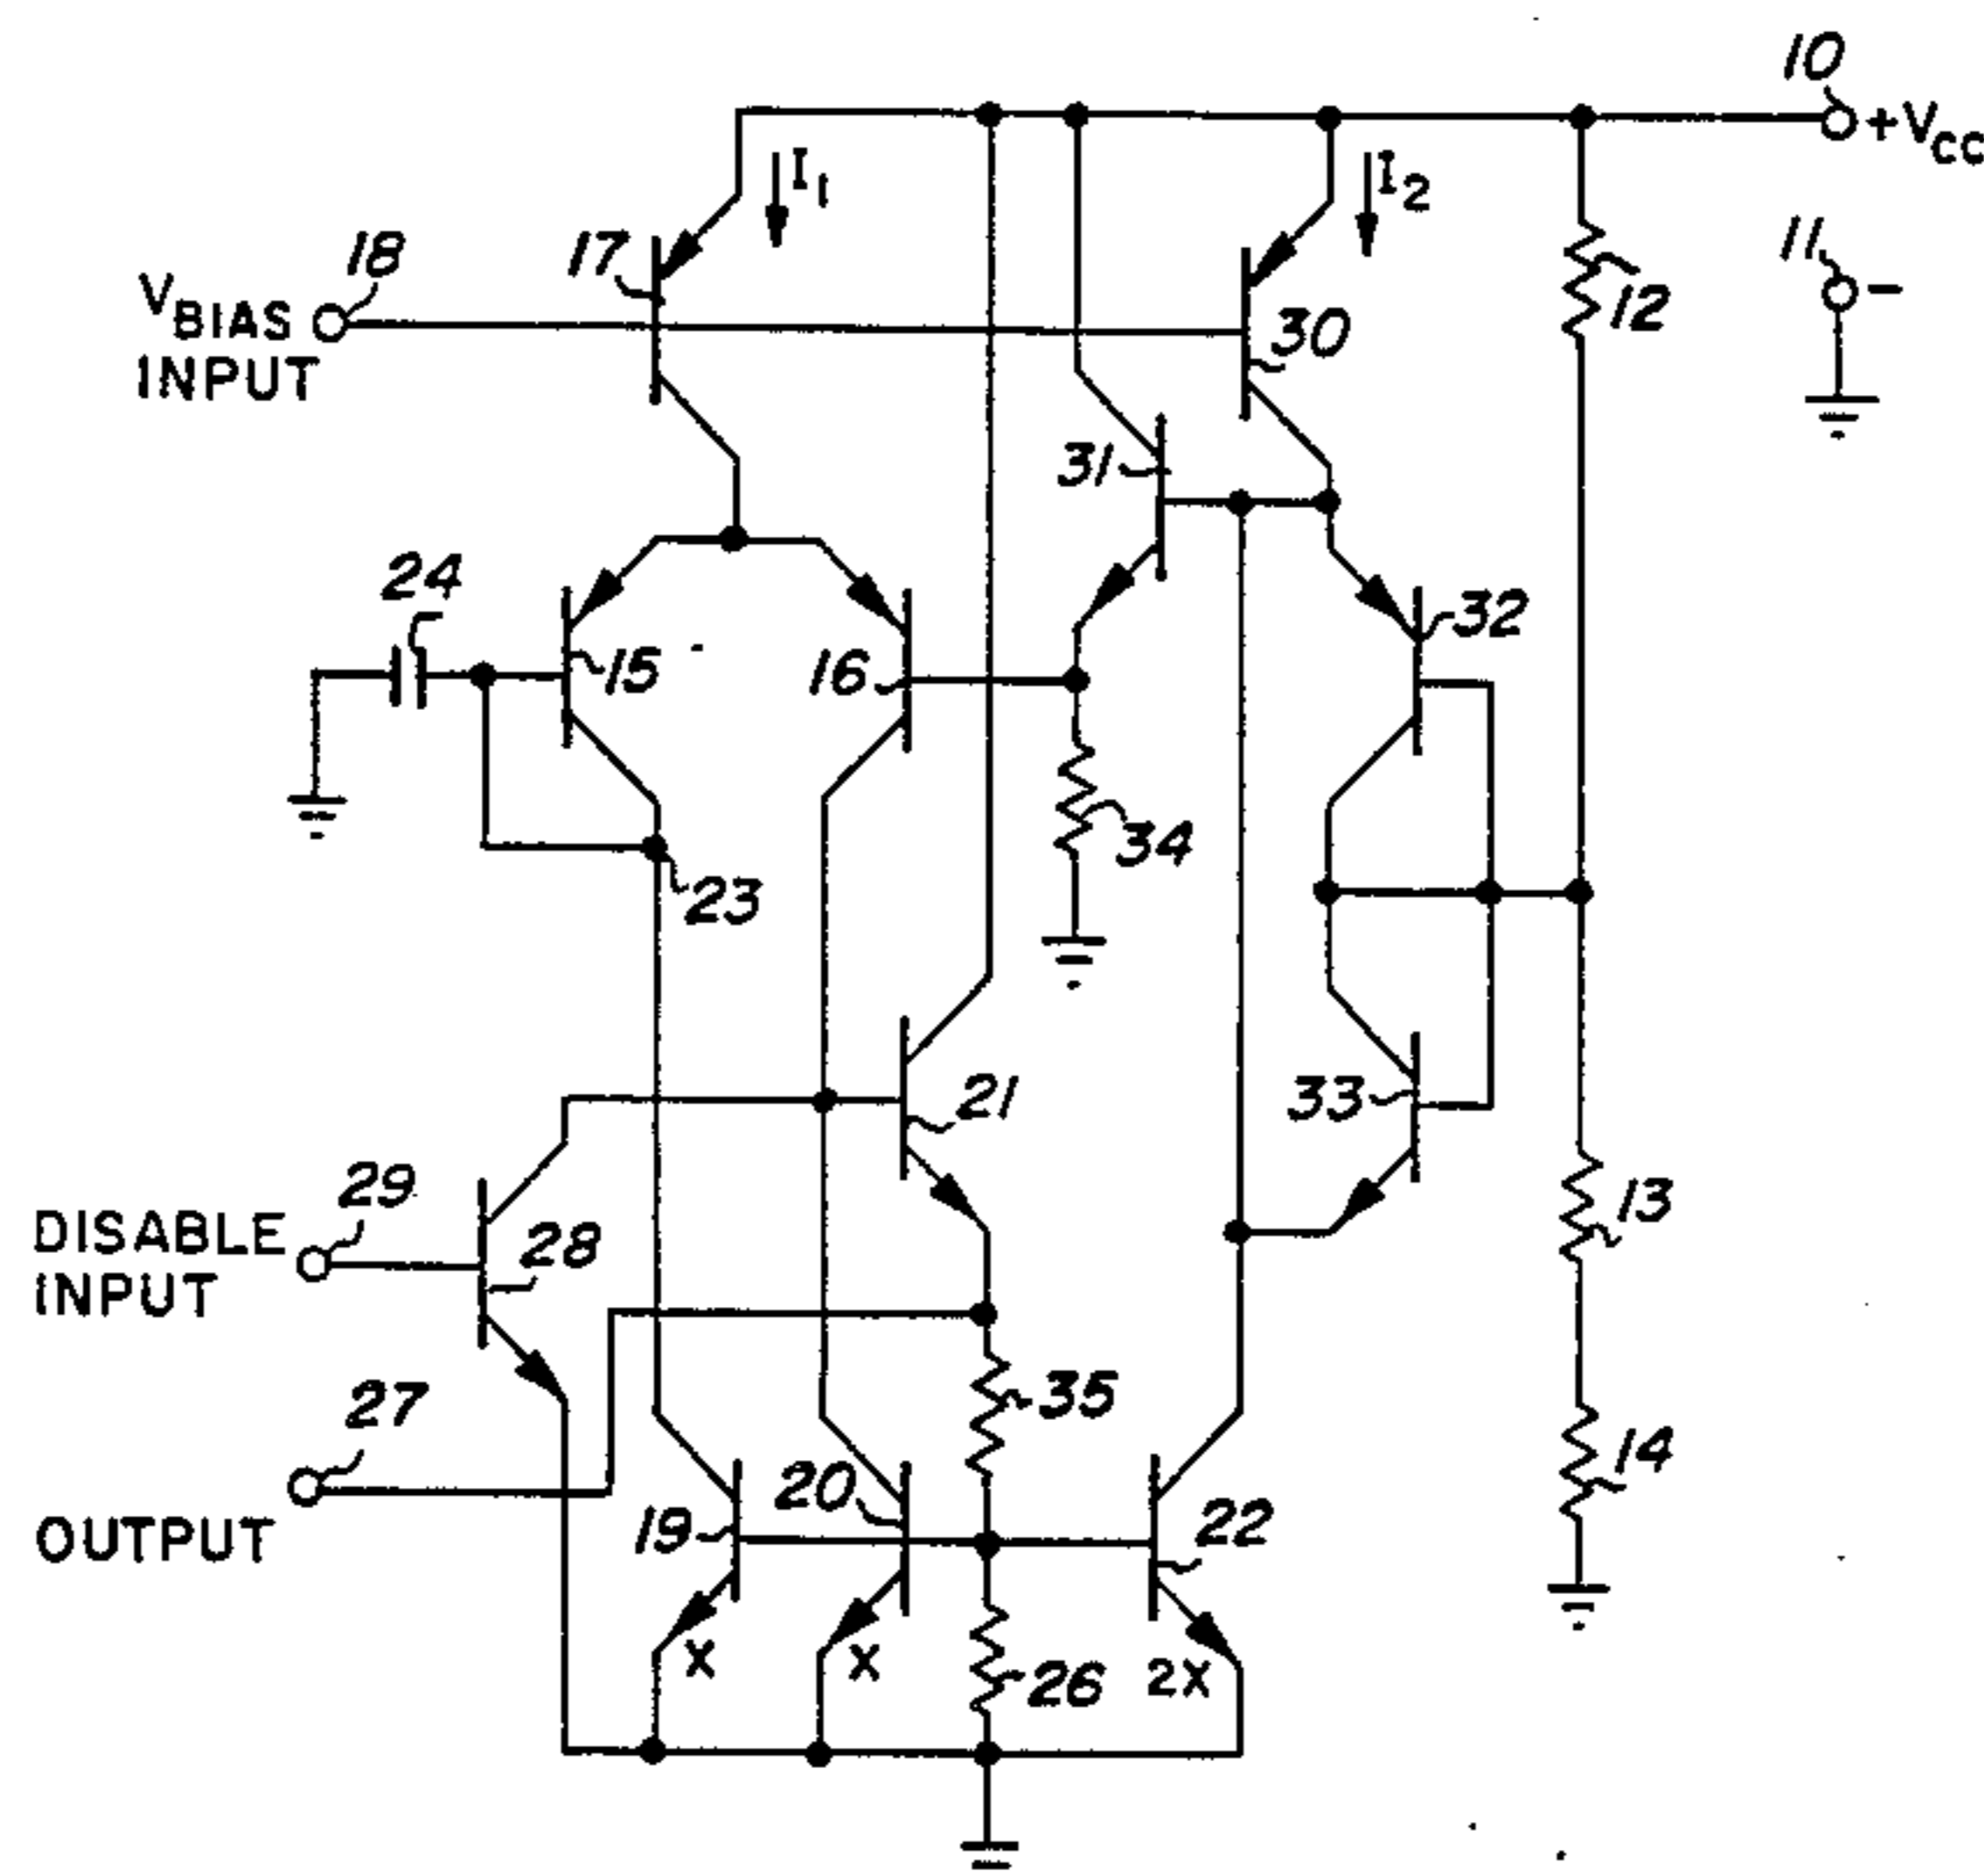 10
+VCC
I1
I2
11
–
18
17
VBIAS
INPUT
30
12
31
24
32
15
16
34
23
21
33
29
DISABLE
INPUT
28
13
27
35
14
20
19
22
OUTPUT
X
X
26
2X